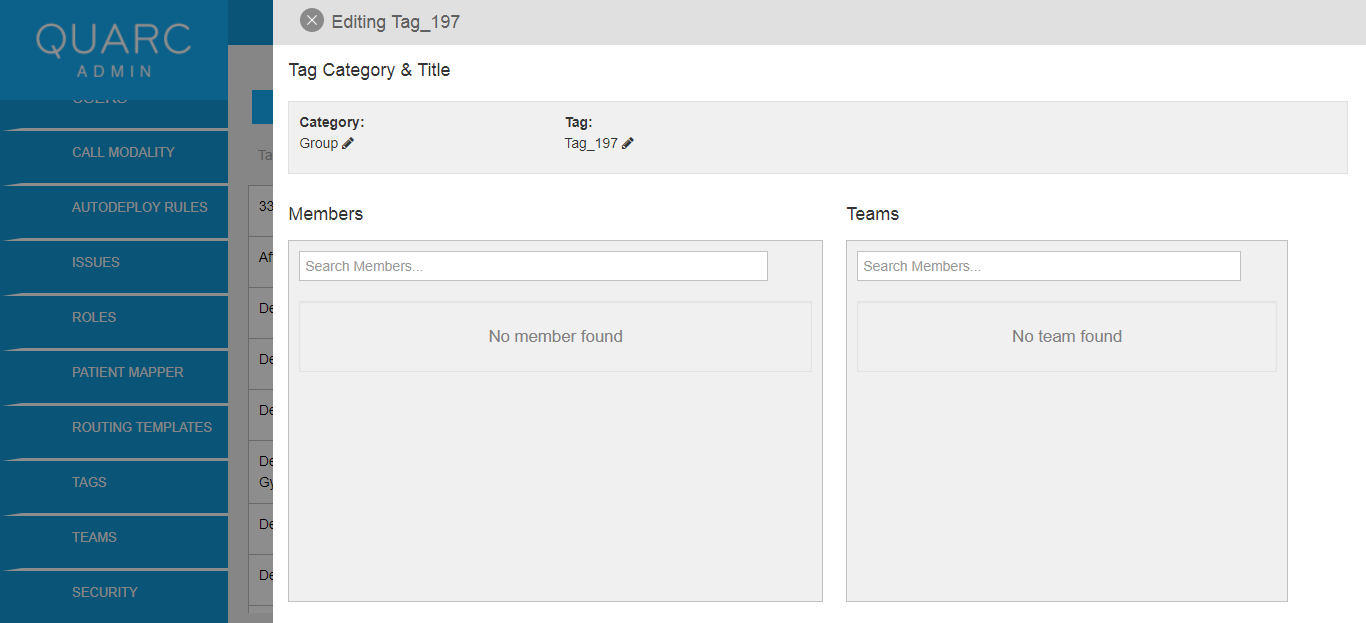 QUARC
ADMIN
USERS
CALL MODALITY
AUTODEPLOY RULES
ISSUES
ROLES
PATIENT MAPPER
ROUTING TEMPLATES
TAGS
TEAMS
SECURITY
Ta
33
Af
De
De
De
De
Gy
De
De
Editing Tag_197
Tag Category & Title
Category:
Group
Tag:
Tag_197
Members
Search Members...
No member found
Teams
Search Members...
No team found